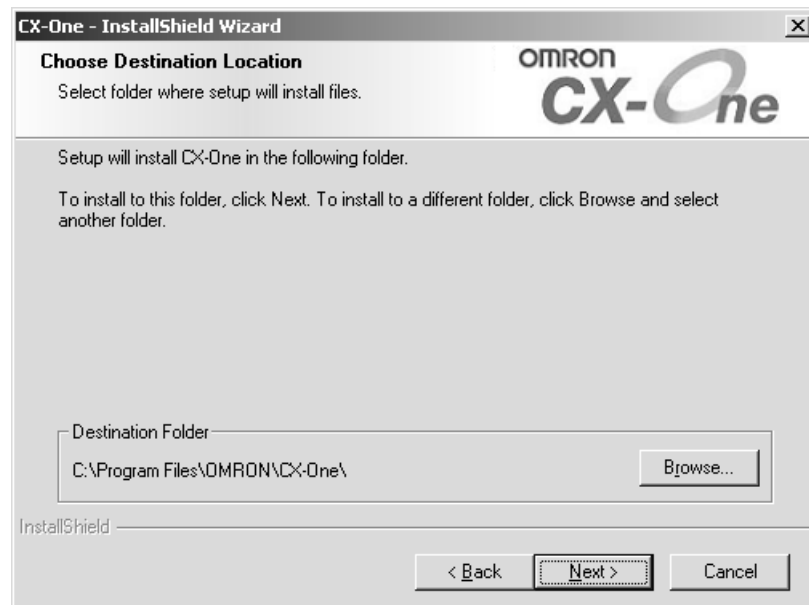 CX-One - InstallShield Wizard
Choose Destination Location
Select folder where setup will install files.
OMRON
CX-One
Setup will install CX-One in the following folder.
To install to this folder, click Next. To install to a different folder, click Browse and select
another folder.
Destination Folder
C:\Program Files\OMRON\CX-One\
Browse...
InstallShield
< Back
Next >
Cancel